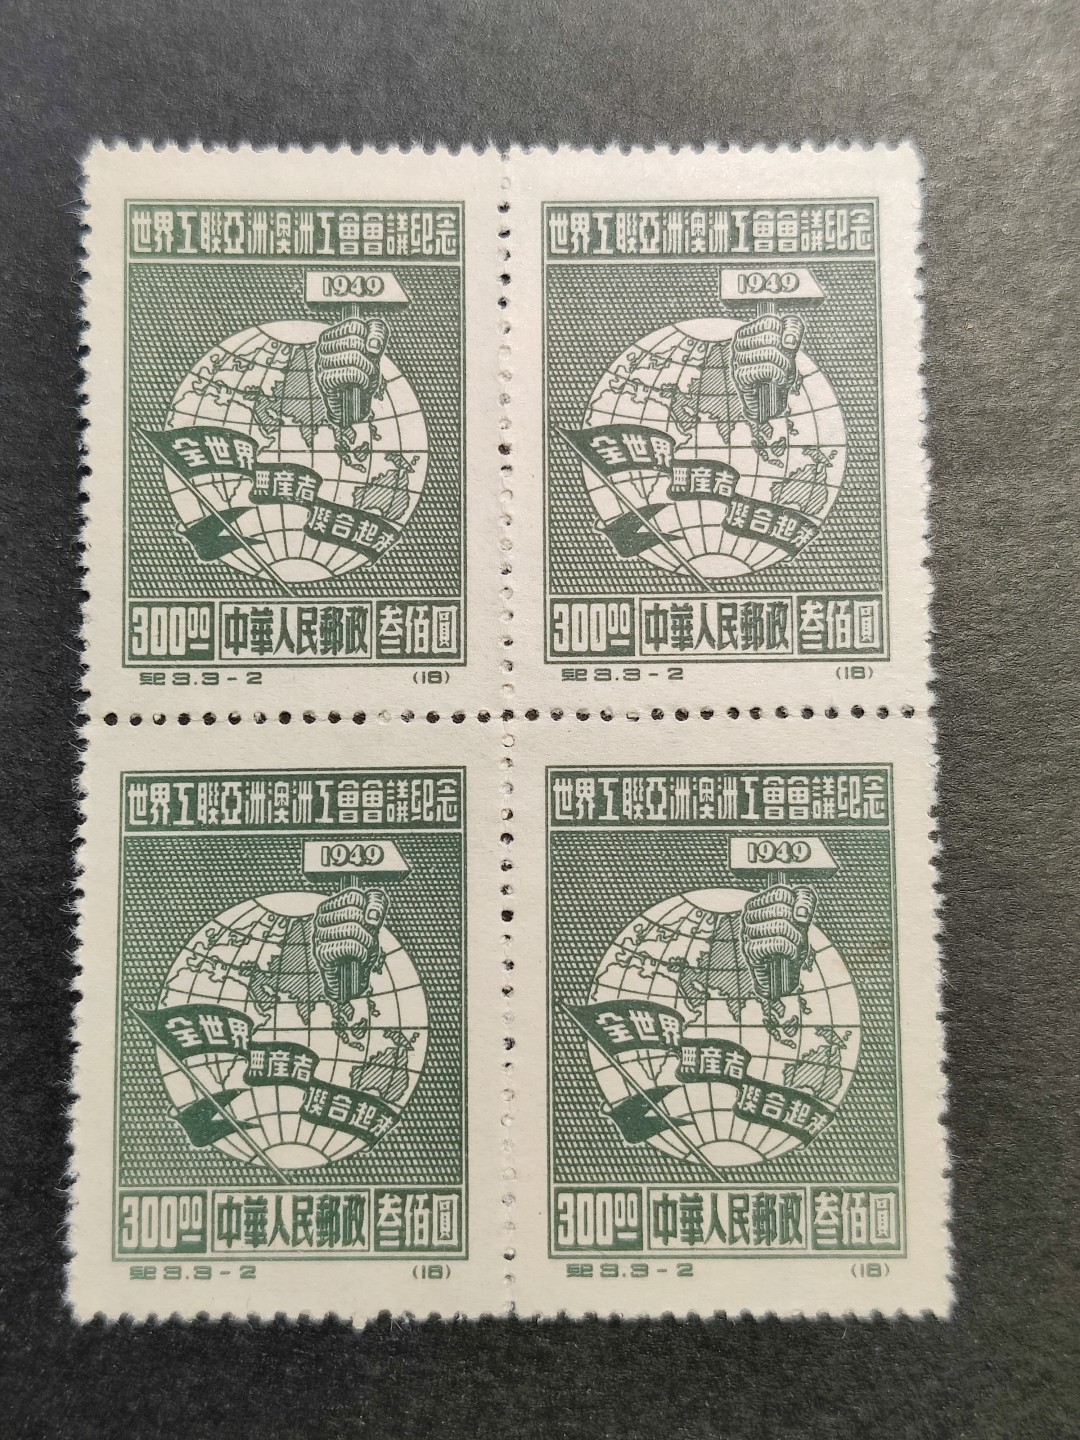 世界工聯亞洲澳洲工會會議紀念
1949
全世界
無產者
聯合起來
300⁰⁰ 中華人民郵政 叁佰圓
紀3.3-2 (18)
世界工聯亞洲澳洲工會會議紀念
1949
全世界
無產者
聯合起來
300⁰⁰ 中華人民郵政 叁佰圓
紀3.3-2 (18)
世界工聯亞洲澳洲工會會議紀念
1949
全世界
無產者
聯合起來
300⁰⁰ 中華人民郵政 叁佰圓
紀3.3-2 (18)
世界工聯亞洲澳洲工會會議紀念
1949
全世界
無產者
聯合起來
300⁰⁰ 中華人民郵政 叁佰圓
紀3.3-2 (18)